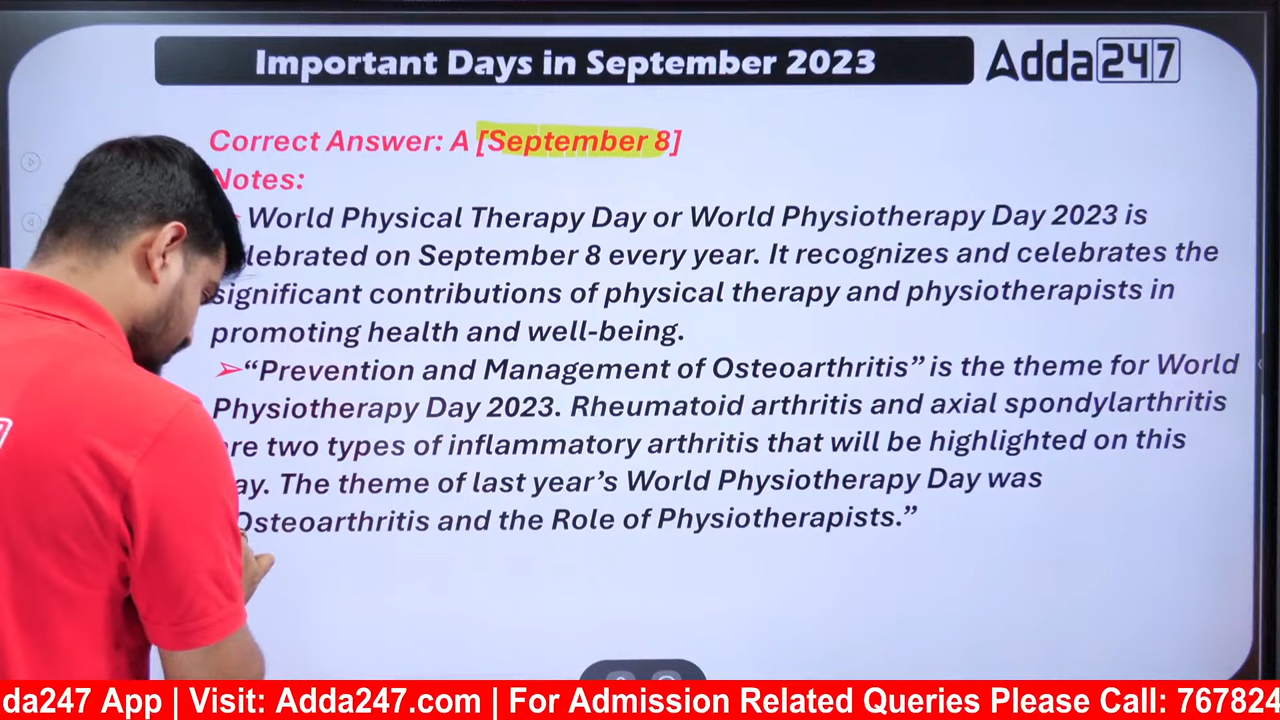 Important Days in September 2023
Adda247
Correct Answer: A [September 8]
Notes:
World Physical Therapy Day or World Physiotherapy Day 2023 is
lebrated on September 8 every year. It recognizes and celebrates the
significant contributions of physical therapy and physiotherapists in
promoting health and well-being.
➢“Prevention and Management of Osteoarthritis” is the theme for World
Physiotherapy Day 2023. Rheumatoid arthritis and axial spondylarthritis
re two types of inflammatory arthritis that will be highlighted on this
ay. The theme of last year’s World Physiotherapy Day was
Osteoarthritis and the Role of Physiotherapists.”
da247 App | Visit: Adda247.com | For Admission Related Queries Please Call: 767824